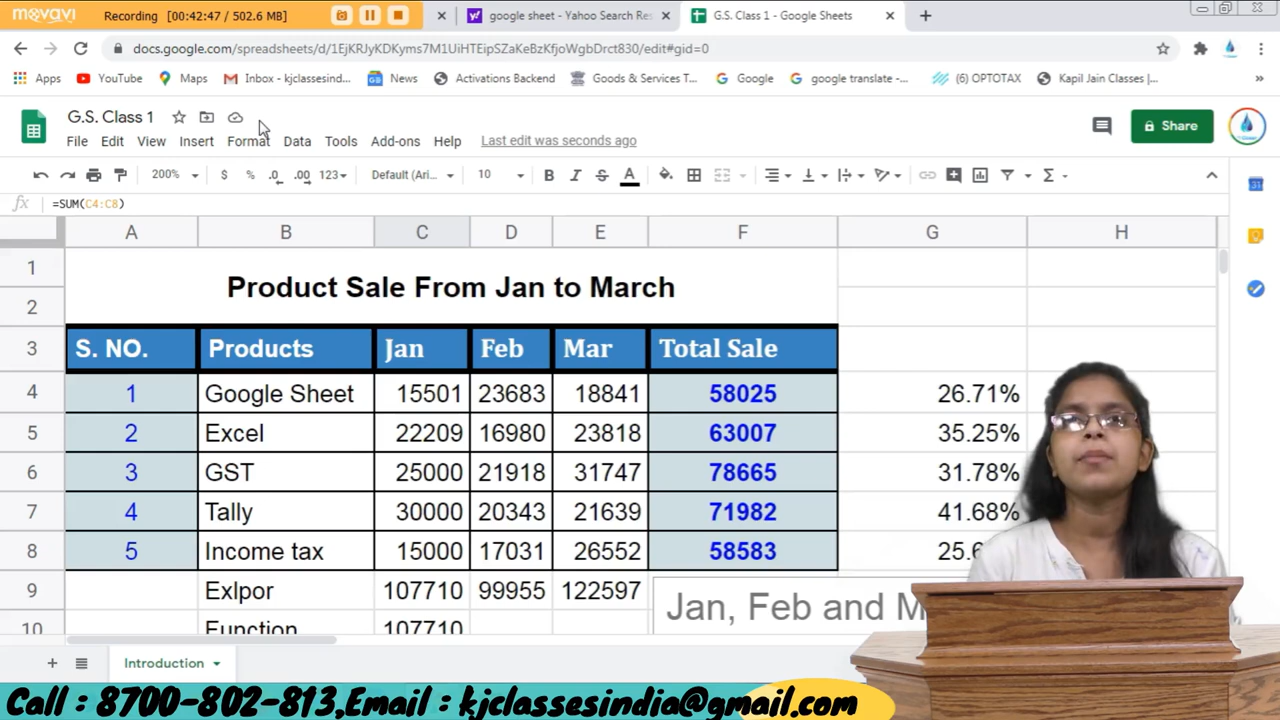 movavi Recording [00:42:47 / 502.6 MB]
google sheet - Yahoo Search Res
G.S. Class 1 - Google Sheets
docs.google.com/spreadsheets/d/1EjKRJyKDKyms7M1UiHTEipSZaKeBzKfjoWgbDrct830/edit#gid=0
Apps YouTube Maps Inbox - kjclassesind... News Activations Backend Goods & Services T... Google google translate -... (6) OPTOTAX Kapil Jain Classes |... »
G.S. Class 1
Share
File Edit View Insert Format Data Tools Add-ons Help Last edit was seconds ago
200% $ % .0 .00 123 Default (Ari... 10 B I S A Σ
fx =SUM(C4:C8)
A B C D E F G H
1 Product Sale From Jan to March
2
3 S. NO. Products Jan Feb Mar Total Sale
4 1 Google Sheet 15501 23683 18841 58025 26.71%
5 2 Excel 22209 16980 23818 63007 35.25%
6 3 GST 25000 21918 31747 78665 31.78%
7 4 Tally 30000 20343 21639 71982 41.68%
8 5 Income tax 15000 17031 26552 58583 25.6
9 Exlpor 107710 99955 122597
Jan, Feb and M
10 Function 107710
+ Introduction
Call : 8700-802-813,Email : kjclassesindia@gmail.com